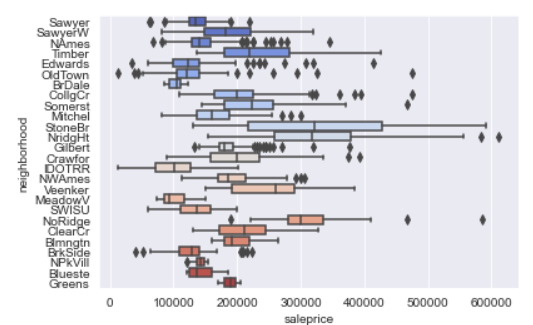 Sawyer
SawyerW
NAmes
Timber
Edwards
OldTown
BrDale
CollgCr
Somerst
Mitchel
StoneBr
NridgHt
Gilbert
Crawfor
IDOTRR
NWAmes
Veenker
MeadowV
SWISU
NoRidge
ClearCr
Blmngtn
BrkSide
NPkVill
Blueste
Greens
neighborhood
0 100000 200000 300000 400000 500000 600000
saleprice